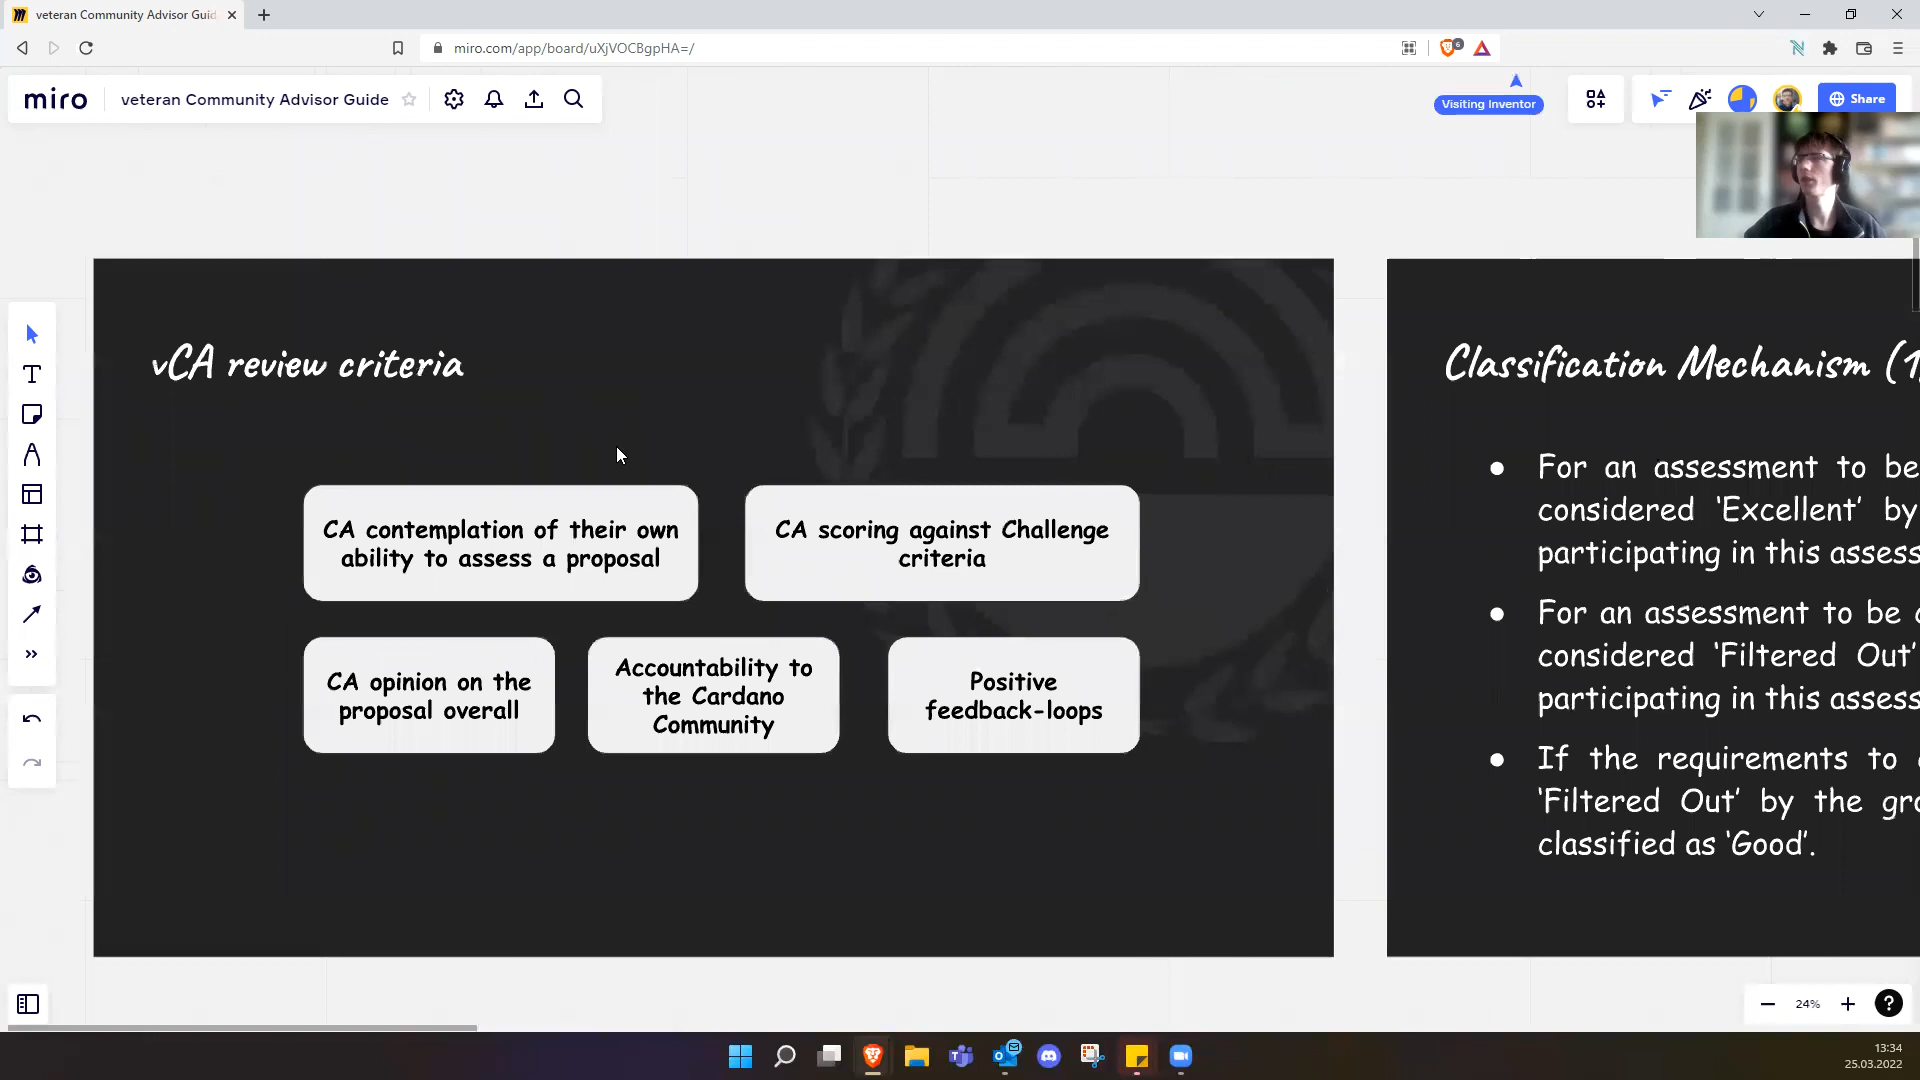 veteran Community Advisor Guid
miro.com/app/board/uXjVOCBgpHA=/
6
miro
veteran Community Advisor Guide
Visiting Inventor
Share
vCA review criteria
CA contemplation of their own
ability to assess a proposal
CA scoring against Challenge
criteria
CA opinion on the
proposal overall
Accountability to
the Cardano
Community
Positive
feedback-loops
Classification Mechanism (1
● For an assessment to be
considered ‘Excellent’ by
participating in this assess
● For an assessment to be
considered ‘Filtered Out’
participating in this assess
● If the requirements to
‘Filtered Out’ by the gro
classified as ‘Good’.
24%
13:34
25.03.2022